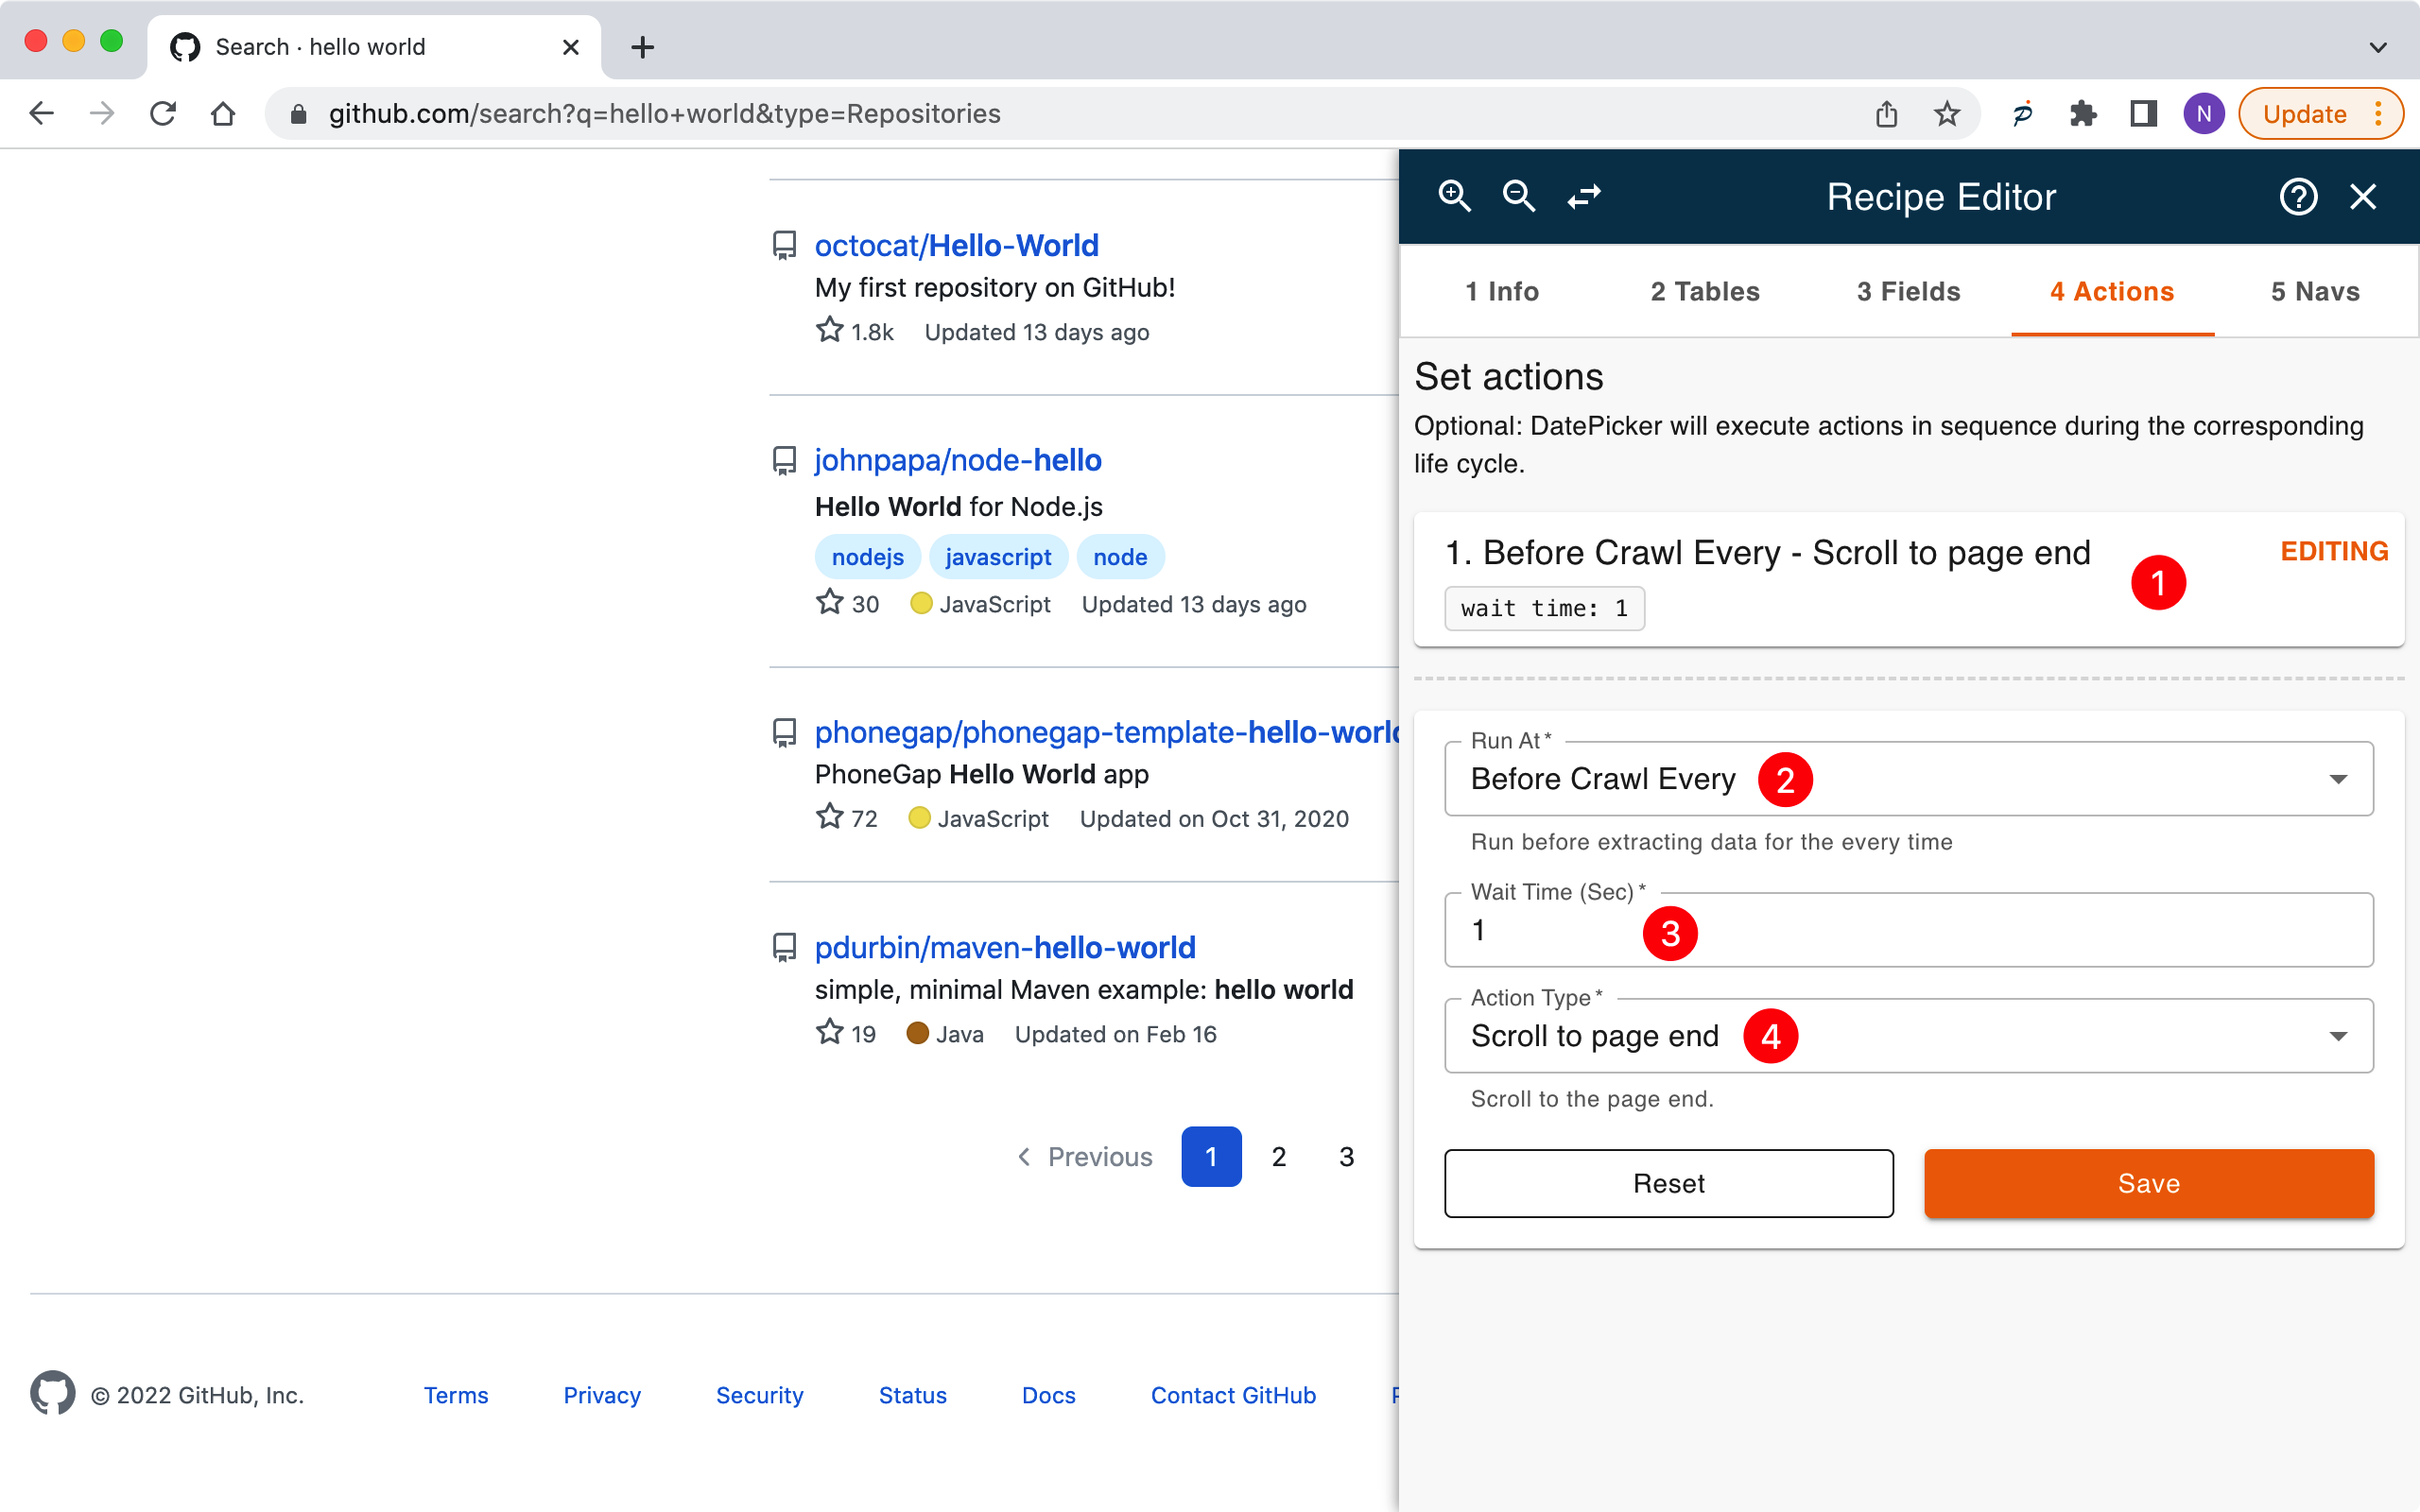 Search · hello world
github.com/search?q=hello+world&type=Repositories
N
Update
octocat/Hello-World
My first repository on GitHub!
1.8k Updated 13 days ago
johnpapa/node-hello
Hello World for Node.js
nodejs javascript node
30 JavaScript Updated 13 days ago
phonegap/phonegap-template-hello-world
PhoneGap Hello World app
72 JavaScript Updated on Oct 31, 2020
pdurbin/maven-hello-world
simple, minimal Maven example: hello world
19 Java Updated on Feb 16
Previous 1 2 3
© 2022 GitHub, Inc. Terms Privacy Security Status Docs Contact GitHub
Recipe Editor
1 Info 2 Tables 3 Fields 4 Actions 5 Navs
Set actions
Optional: DatePicker will execute actions in sequence during the corresponding
life cycle.
1. Before Crawl Every - Scroll to page end
1
EDITING
wait time: 1
Run At *
Before Crawl Every
2
Run before extracting data for the every time
Wait Time (Sec) *
1
3
Action Type *
Scroll to page end
4
Scroll to the page end.
Reset
Save